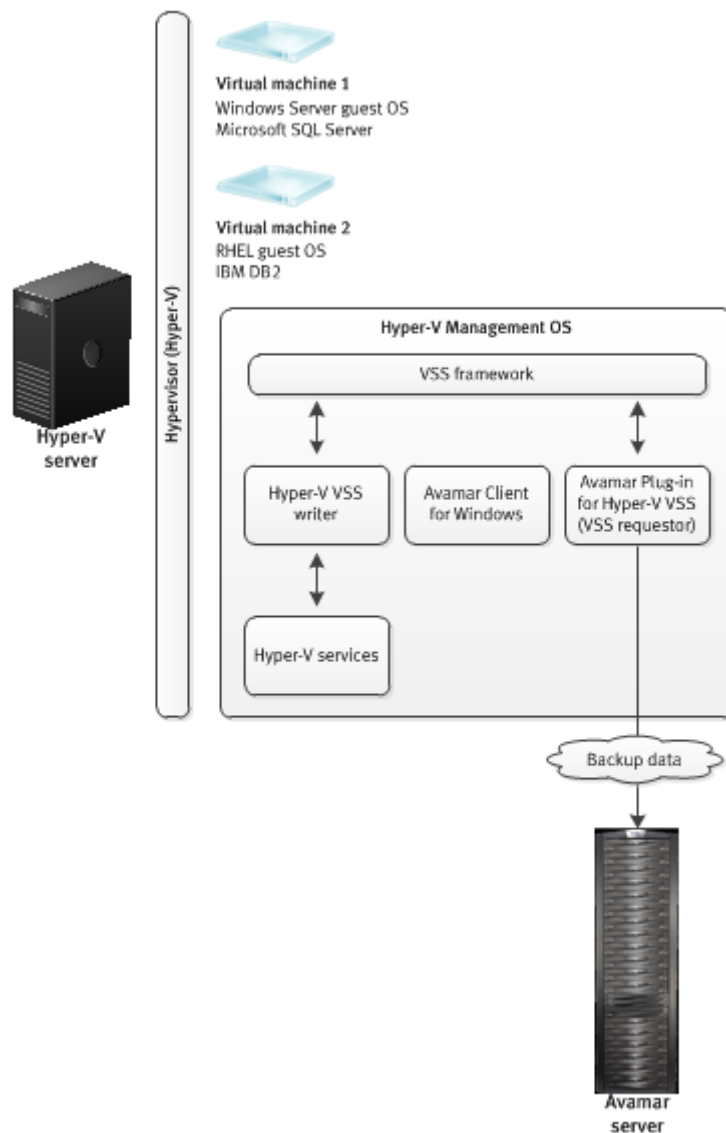 Virtual machine 1
Windows Server guest OS
Microsoft SQL Server
Virtual machine 2
RHEL guest OS
IBM DB2
Hyper-V
server
Hypervisor (Hyper-V)
Hyper-V Management OS
VSS framework
Hyper-V VSS
writer
Avamar Client
for Windows
Avamar Plug-in
for Hyper-V VSS
(VSS requestor)
Hyper-V services
Backup data
Avamar
server